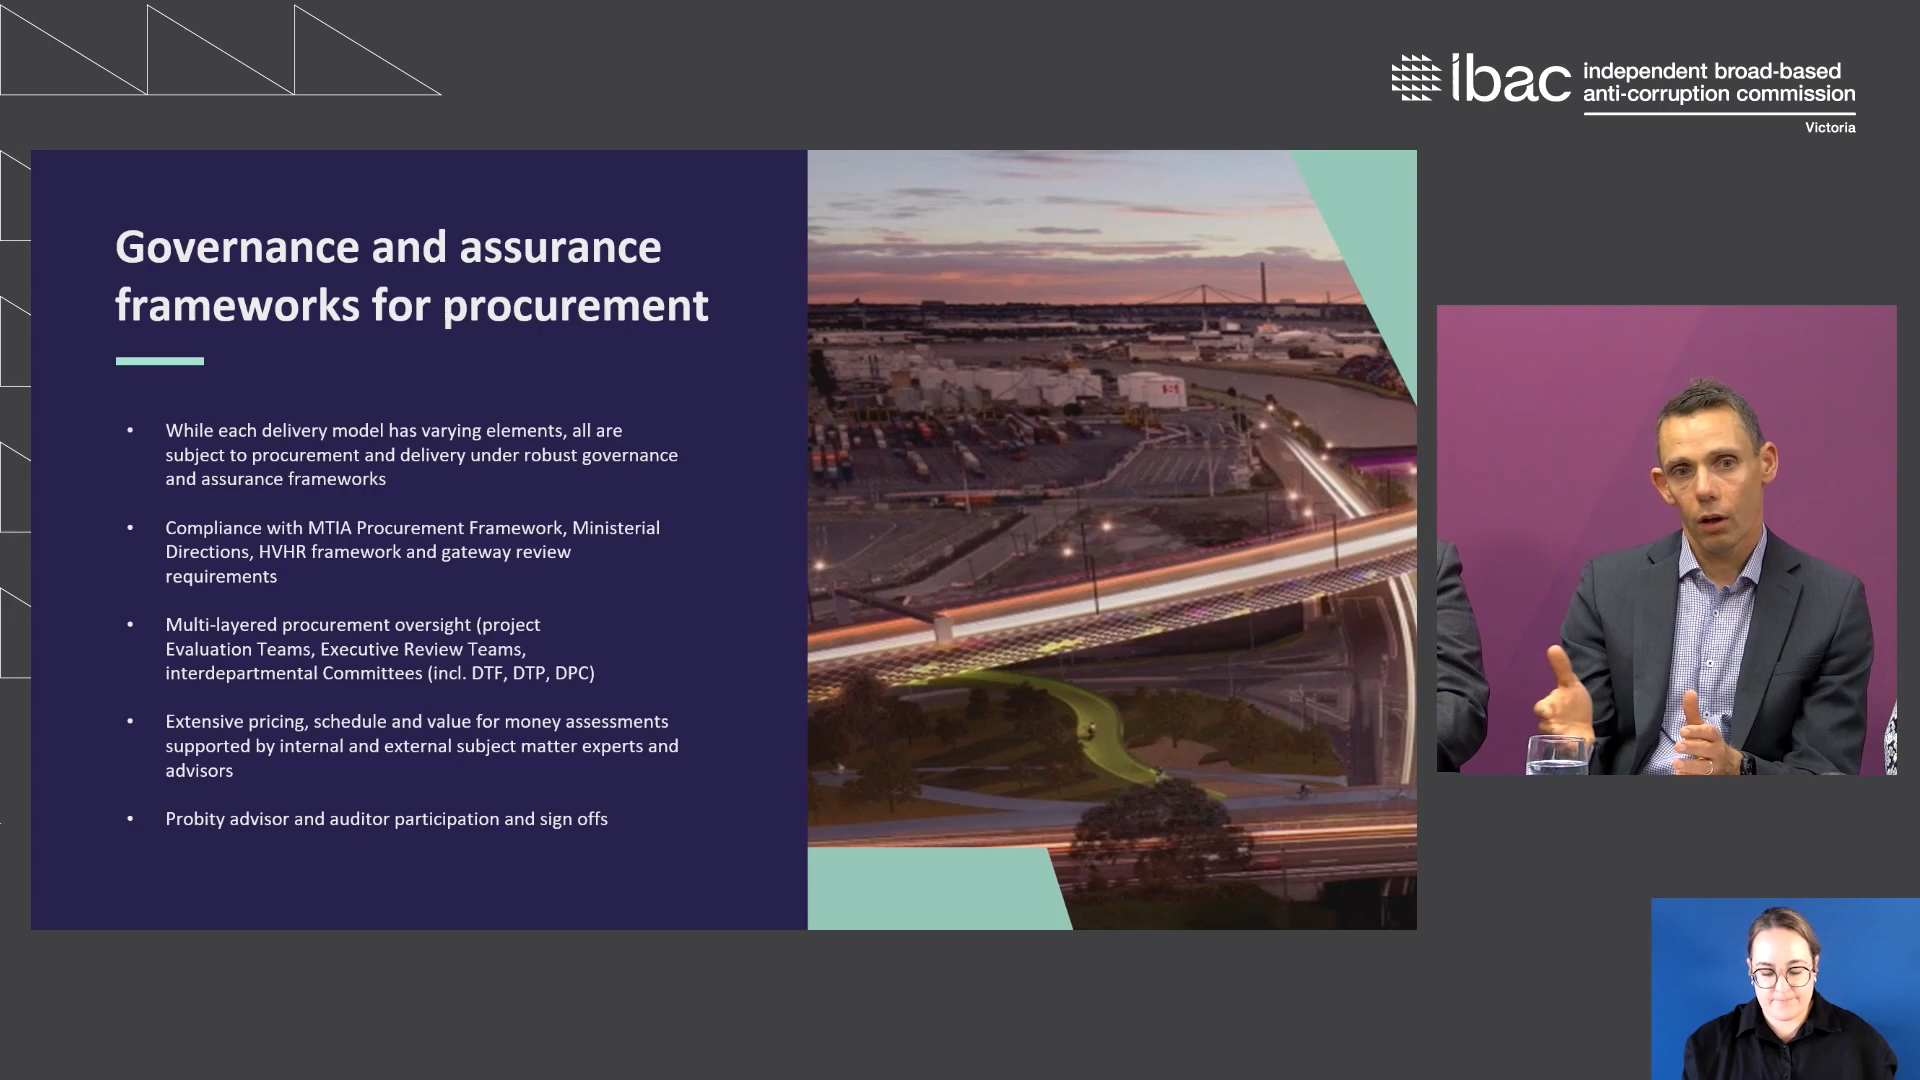 ibac independent broad-based
anti-corruption commission
Victoria
Governance and assurance
frameworks for procurement
• While each delivery model has varying elements, all are
subject to procurement and delivery under robust governance
and assurance frameworks
• Compliance with MTIA Procurement Framework, Ministerial
Directions, HVHR framework and gateway review
requirements
• Multi-layered procurement oversight (project
Evaluation Teams, Executive Review Teams,
interdepartmental Committees (incl. DTF, DTP, DPC)
• Extensive pricing, schedule and value for money assessments
supported by internal and external subject matter experts and
advisors
• Probity advisor and auditor participation and sign offs